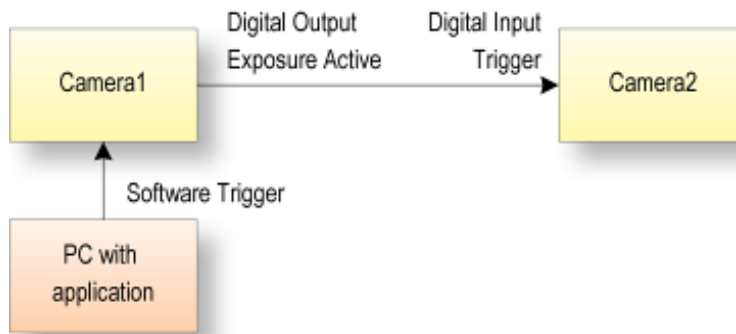 Digital Output
Exposure Active
Digital Input
Trigger
Camera1
Camera2
Software Trigger
PC with
application